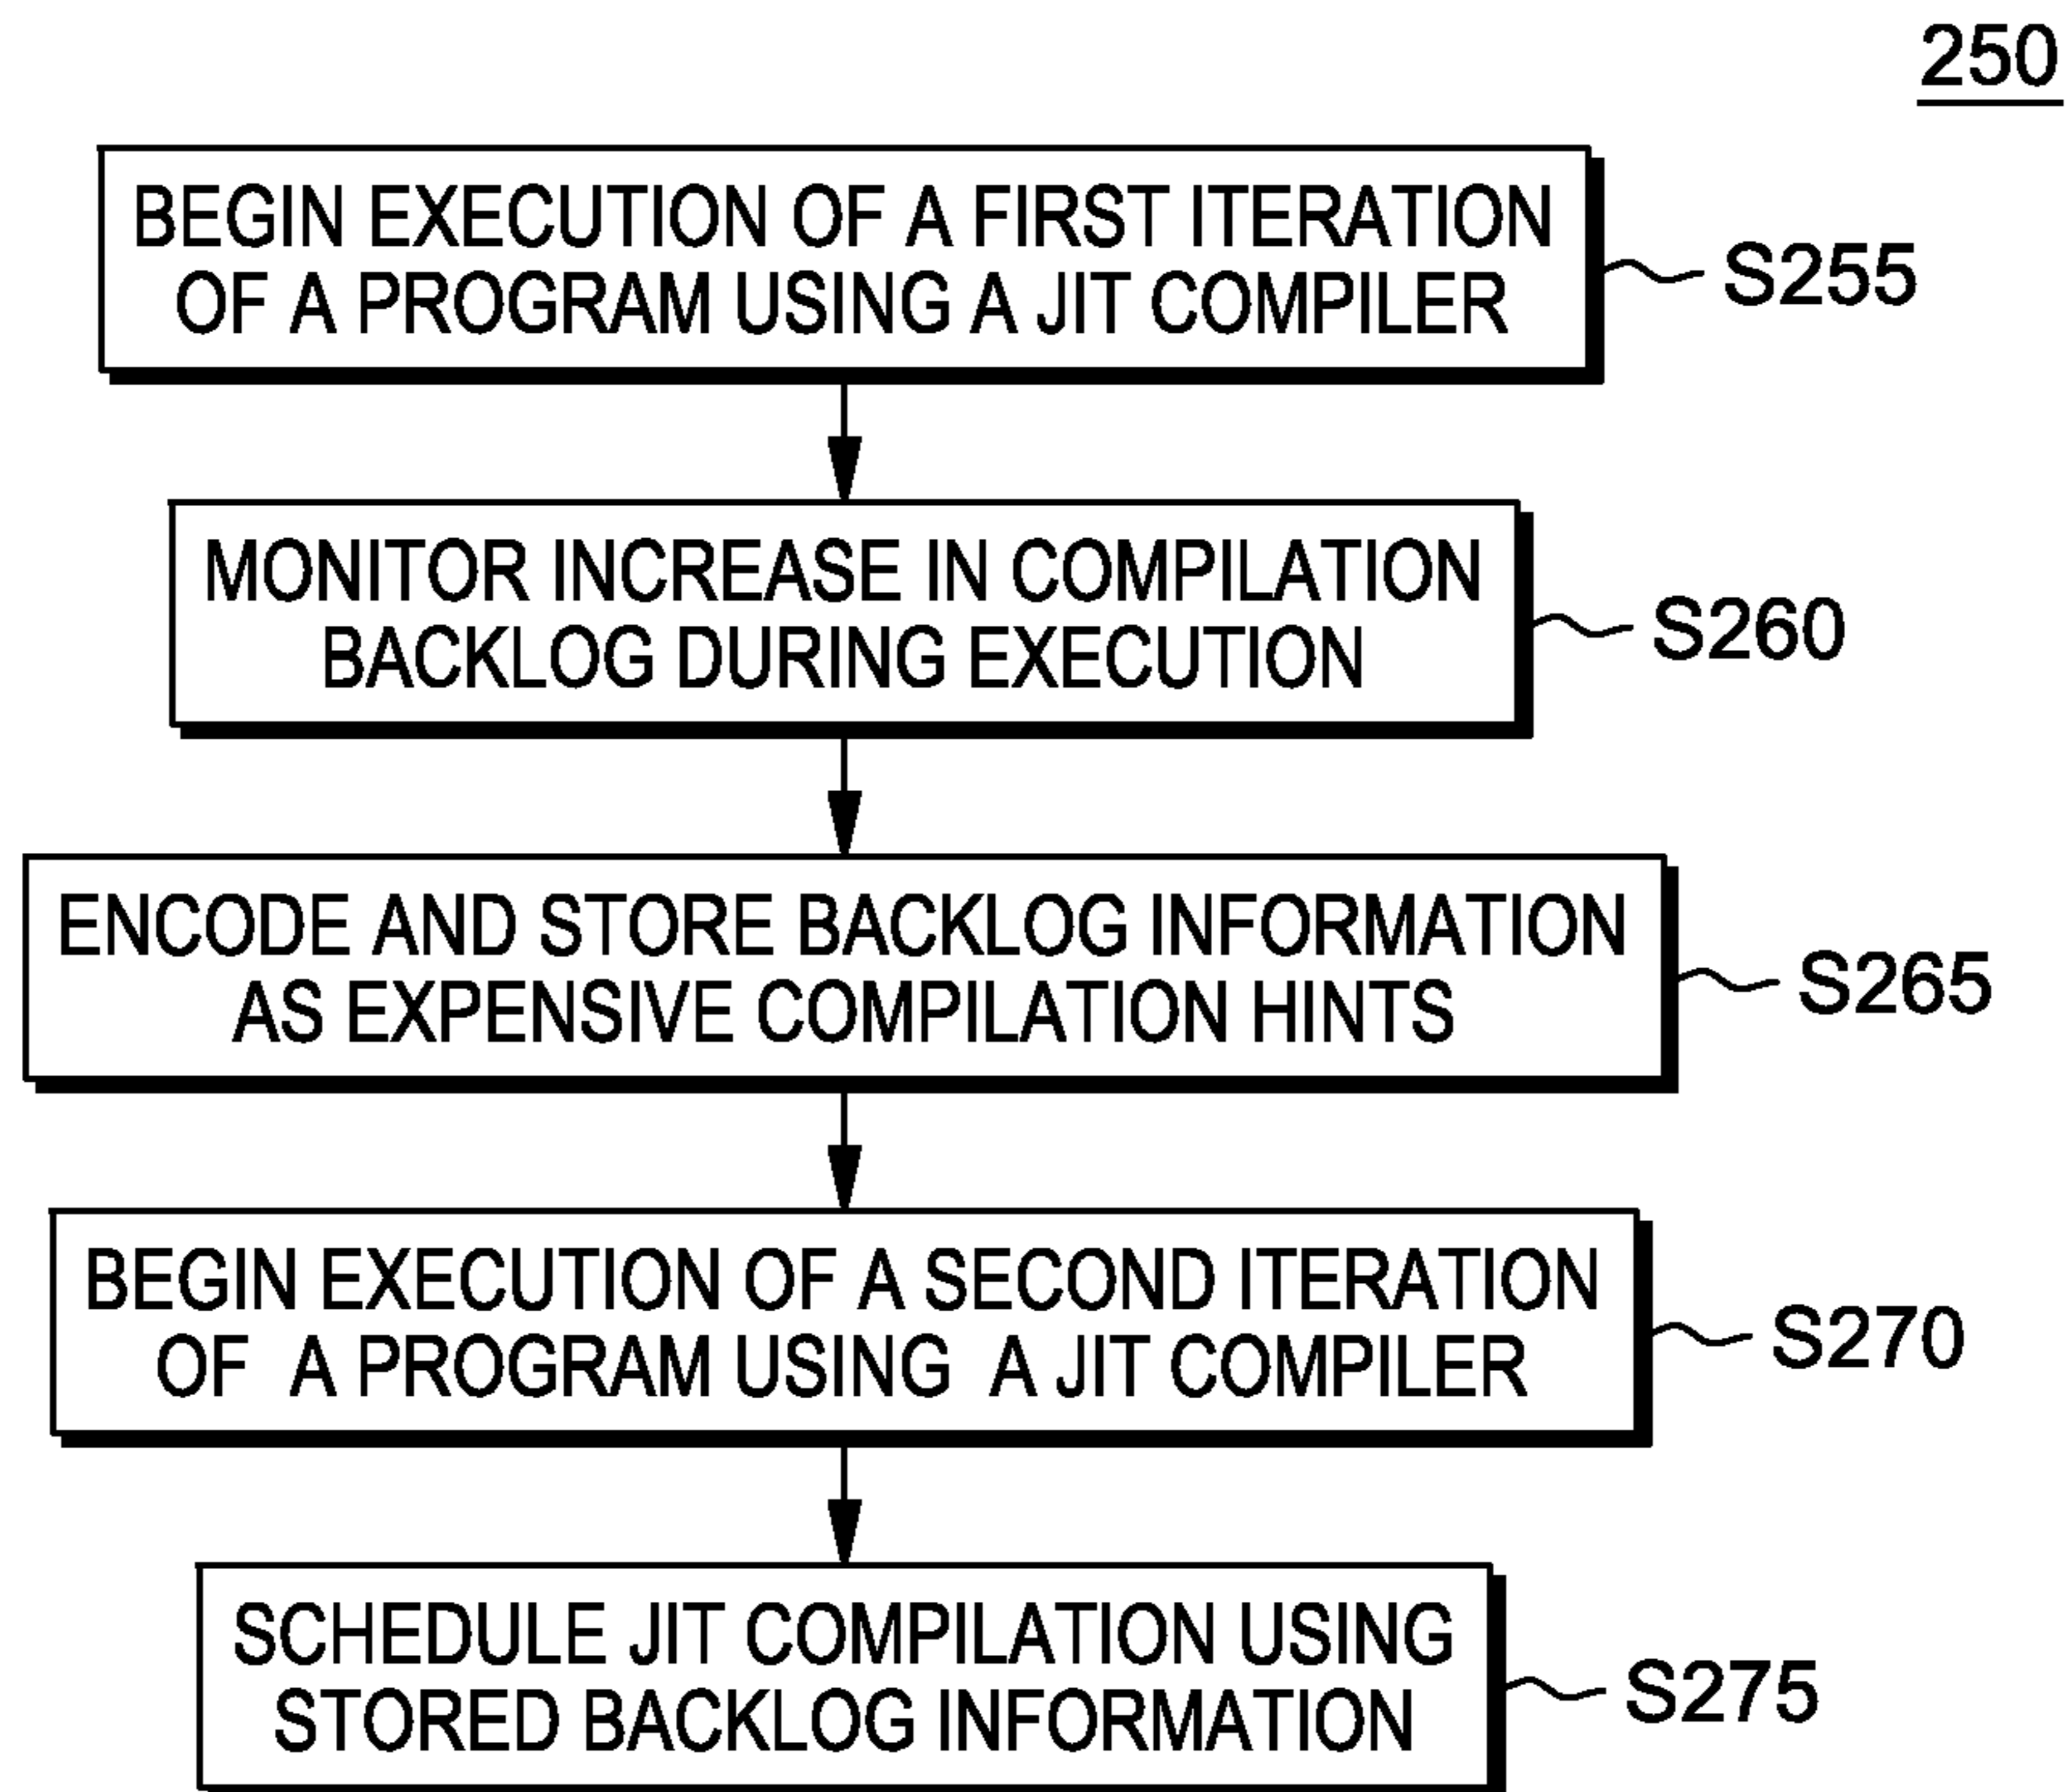 250
BEGIN EXECUTION OF A FIRST ITERATION
OF A PROGRAM USING A JIT COMPILER
S255
MONITOR INCREASE IN COMPILATION
BACKLOG DURING EXECUTION
S260
ENCODE AND STORE BACKLOG INFORMATION
AS EXPENSIVE COMPILATION HINTS
S265
BEGIN EXECUTION OF A SECOND ITERATION
OF A PROGRAM USING A JIT COMPILER
S270
SCHEDULE JIT COMPILATION USING
STORED BACKLOG INFORMATION
S275